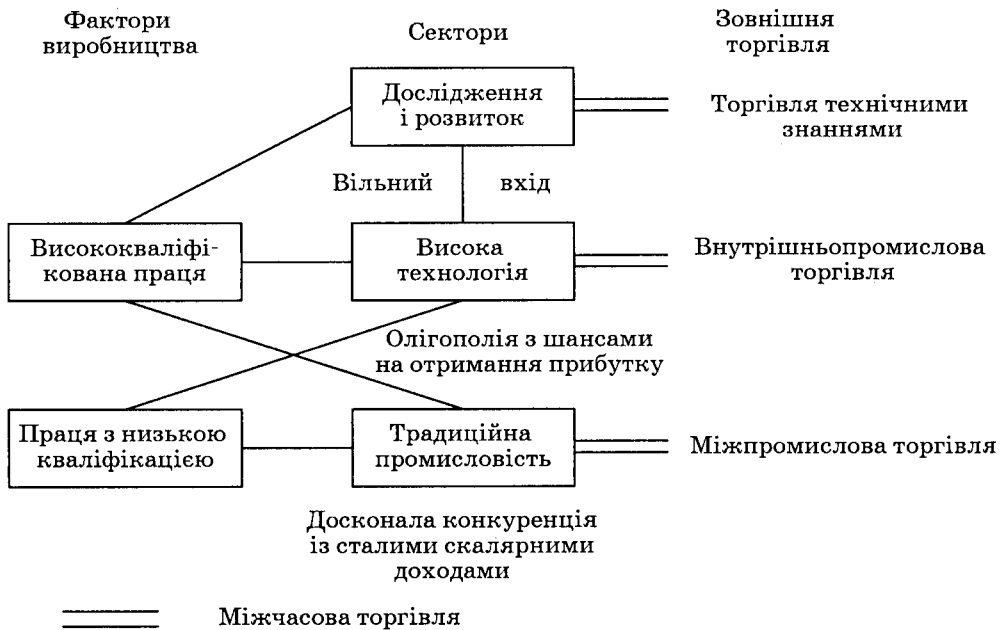 Фактори
виробництва
Сектори
Зовнішня
торгівля
Дослідження
і розвиток
Торгівля технічними
знаннями
Вільний вхід
Висококваліфі-
кована праця
Висока
технологія
Внутрішньопромислова
торгівля
Олігополія з шансами
на отримання прибутку
Праця з низькою
кваліфікацією
Традиційна
промисловість
Міжпромислова торгівля
Досконала конкуренція
із сталими скалярними
доходами
Міжчасова торгівля